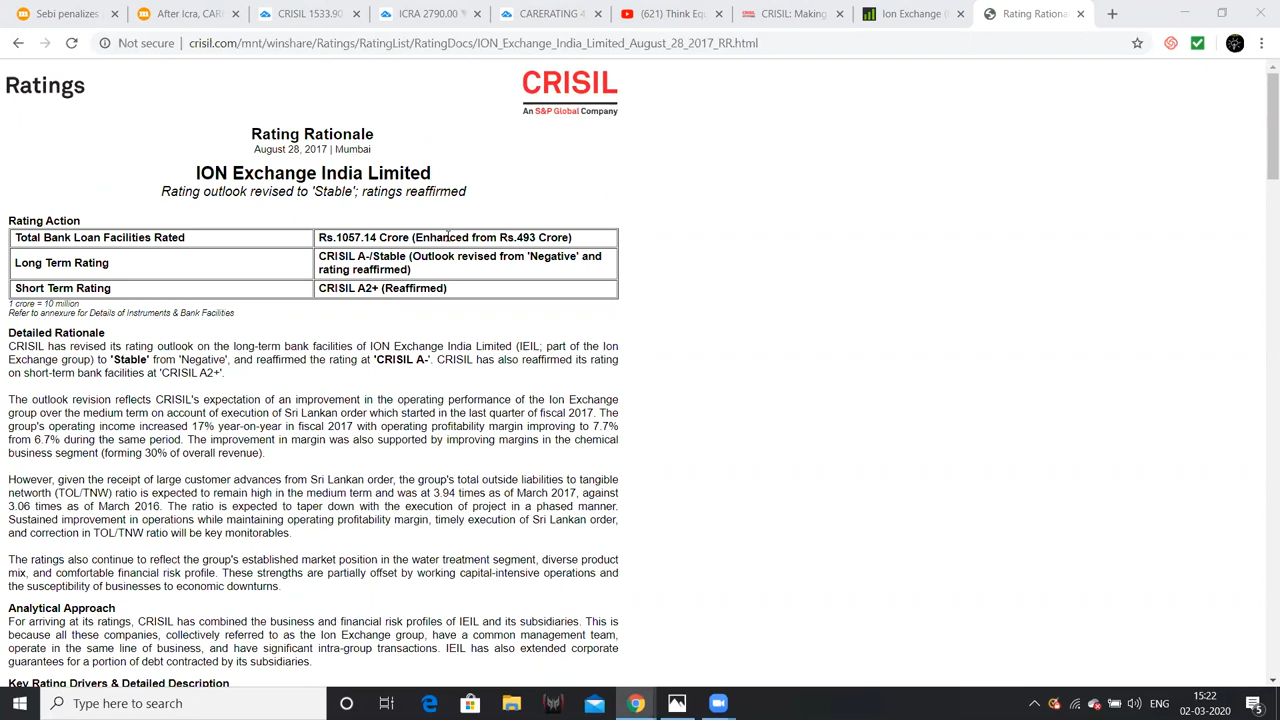 Sebi penalizes
After Icra, CARE
CRISIL 1533.90
ICRA 2790.00
CARERATING 4
(621) Think Equ
CRISIL: Making
Ion Exchange (
Rating Rationa
Not secure | crisil.com/mnt/winshare/Ratings/RatingList/RatingDocs/ION_Exchange_India_Limited_August_28_2017_RR.html
Ratings
CRISIL
An S&P Global Company
Rating Rationale
August 28, 2017 | Mumbai
ION Exchange India Limited
Rating outlook revised to 'Stable'; ratings reaffirmed
Rating Action
Total Bank Loan Facilities Rated
Rs.1057.14 Crore (Enhanced from Rs.493 Crore)
Long Term Rating
CRISIL A-/Stable (Outlook revised from 'Negative' and
rating reaffirmed)
Short Term Rating
CRISIL A2+ (Reaffirmed)
1 crore = 10 million
Refer to annexure for Details of Instruments & Bank Facilities
Detailed Rationale
CRISIL has revised its rating outlook on the long-term bank facilities of ION Exchange India Limited (IEIL; part of the Ion
Exchange group) to 'Stable' from 'Negative', and reaffirmed the rating at 'CRISIL A-'. CRISIL has also reaffirmed its rating
on short-term bank facilities at 'CRISIL A2+'.
The outlook revision reflects CRISIL's expectation of an improvement in the operating performance of the Ion Exchange
group over the medium term on account of execution of Sri Lankan order which started in the last quarter of fiscal 2017. The
group's operating income increased 17% year-on-year in fiscal 2017 with operating profitability margin improving to 7.7%
from 6.7% during the same period. The improvement in margin was also supported by improving margins in the chemical
business segment (forming 30% of overall revenue).
However, given the receipt of large customer advances from Sri Lankan order, the group's total outside liabilities to tangible
networth (TOL/TNW) ratio is expected to remain high in the medium term and was at 3.94 times as of March 2017, against
3.06 times as of March 2016. The ratio is expected to taper down with the execution of project in a phased manner.
Sustained improvement in operations while maintaining operating profitability margin, timely execution of Sri Lankan order,
and correction in TOL/TNW ratio will be key monitorables.
The ratings also continue to reflect the group's established market position in the water treatment segment, diverse product
mix, and comfortable financial risk profile. These strengths are partially offset by working capital-intensive operations and
the susceptibility of businesses to economic downturns.
Analytical Approach
For arriving at its ratings, CRISIL has combined the business and financial risk profiles of IEIL and its subsidiaries. This is
because all these companies, collectively referred to as the Ion Exchange group, have a common management team,
operate in the same line of business, and have significant intra-group transactions. IEIL has also extended corporate
guarantees for a portion of debt contracted by its subsidiaries.
Key Rating Drivers & Detailed Description
Type here to search
ENG
15:22
02-03-2020
5